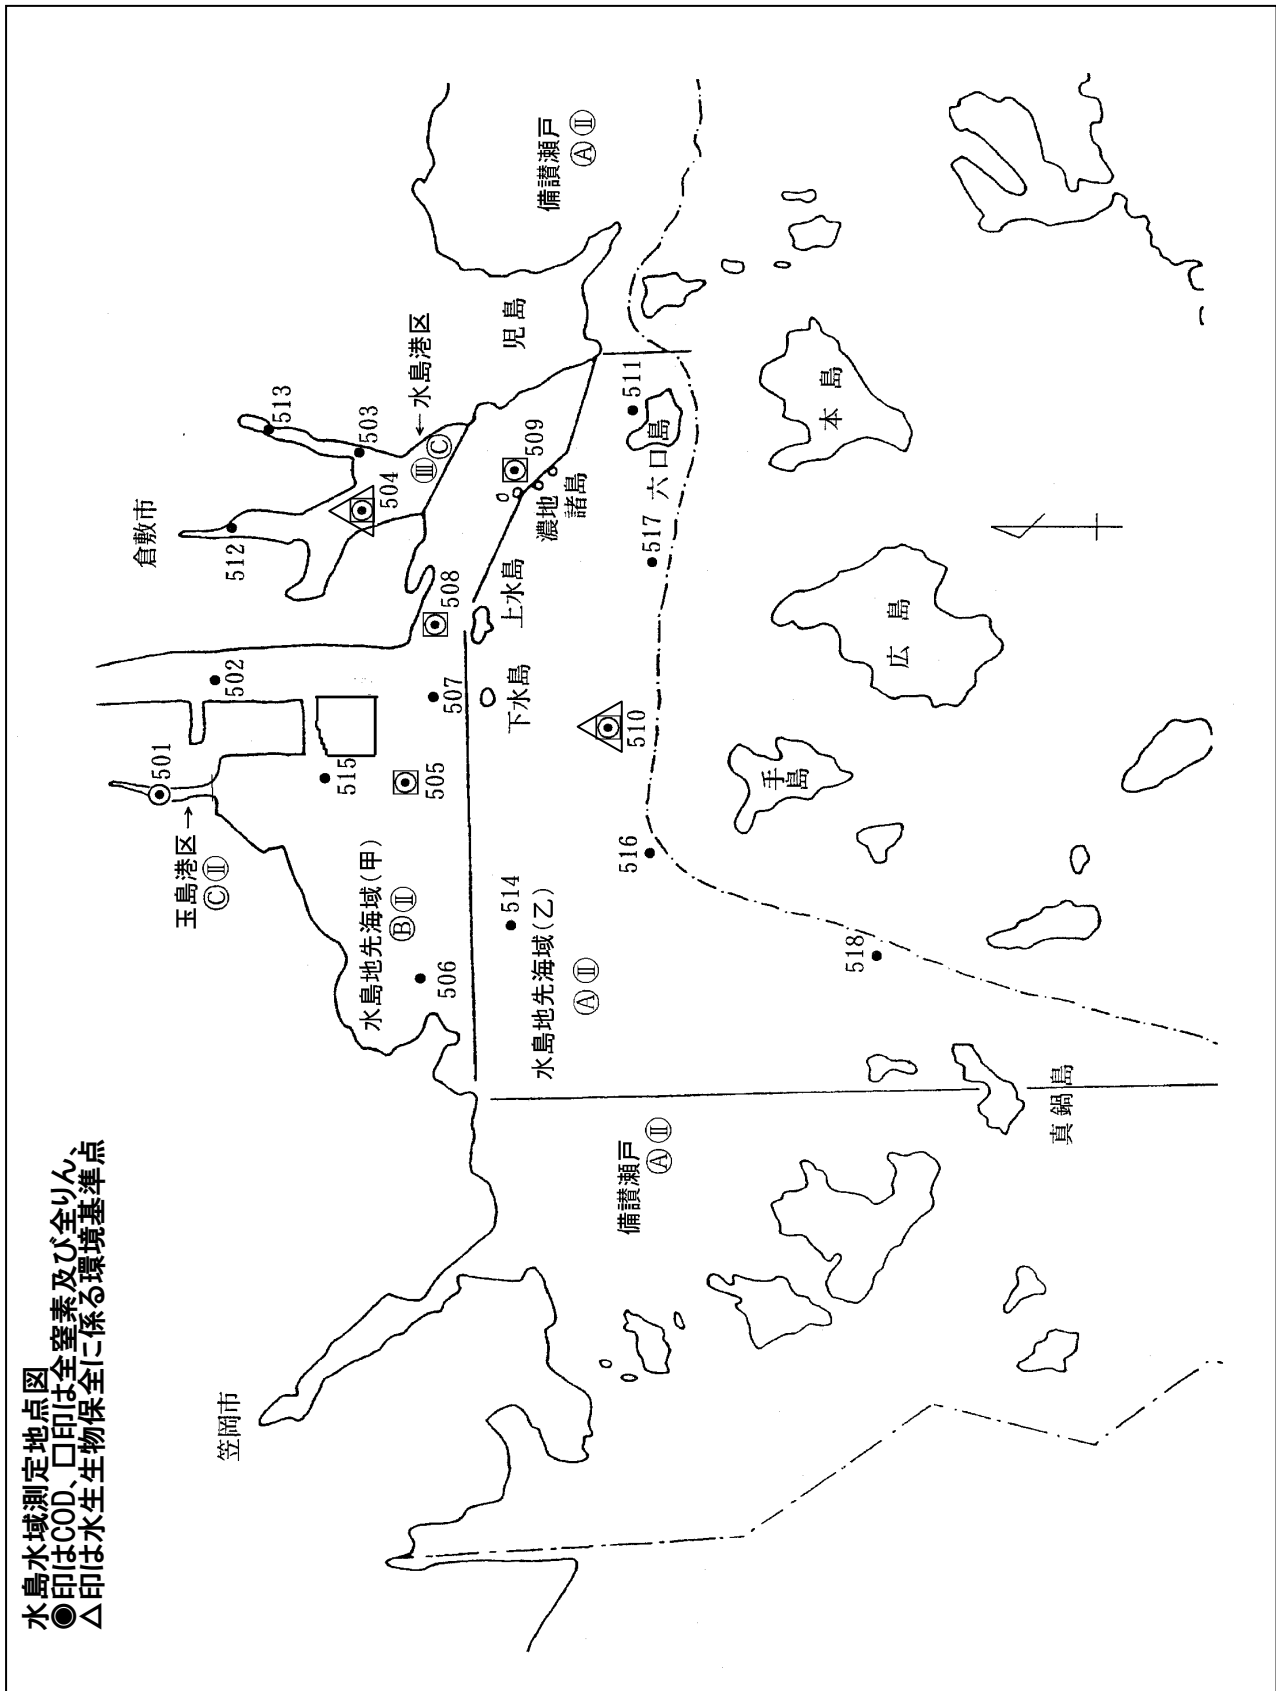 水島水域測定地点図
◉印はCOD、□印は全窒素及び全りん、
△印は水生生物保全に係る環境基準点
笠岡市
倉敷市
玉島港区→
Ⓒ Ⅱ
501
502
512
513
503
504
←水島港区
Ⅲ Ⓒ
児島
備讃瀬戸
Ⓐ Ⅱ
水島地先海域(甲)
Ⓑ Ⅱ
515
505
506
507
508
509
上水島
下水島
濃地
諸島
514
水島地先海域(乙)
Ⓐ Ⅱ
510
516
517
六口島
511
備讃瀬戸
Ⓐ Ⅱ
518
手島
広島
本島
真鍋島